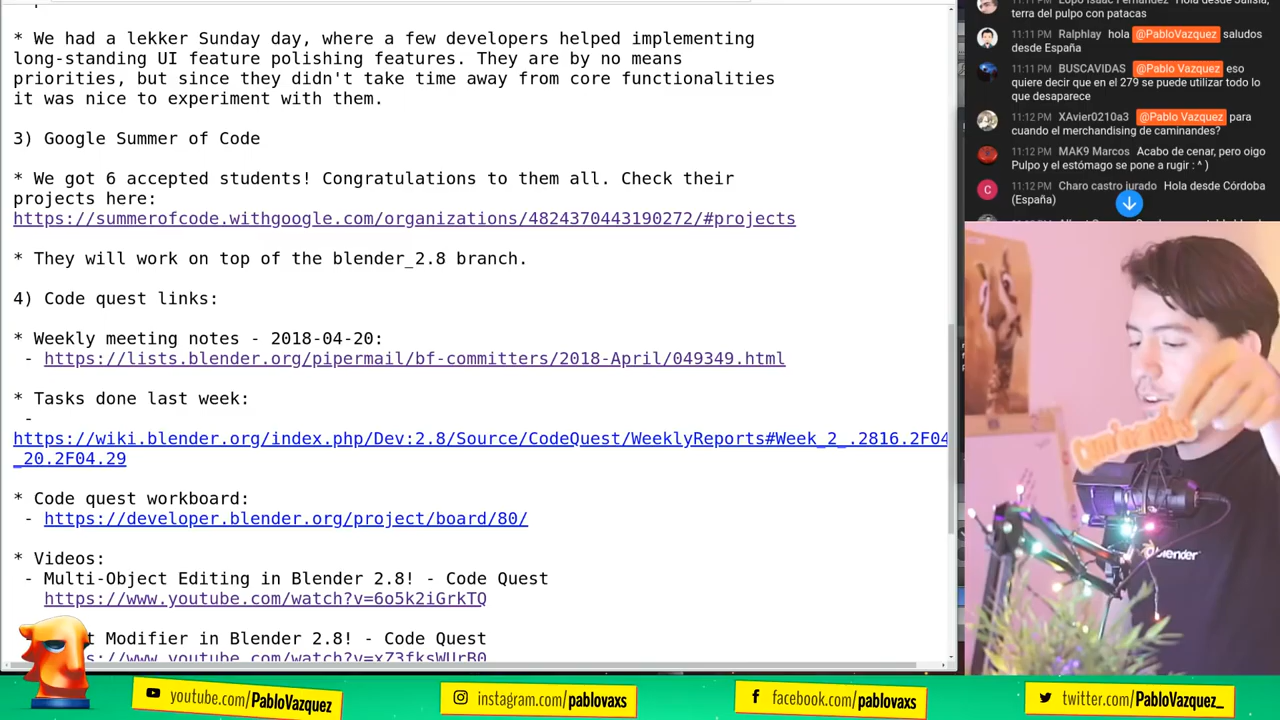 * We had a lekker Sunday day, where a few developers helped implementing
long-standing UI feature polishing features. They are by no means
priorities, but since they didn't take time away from core functionalities
it was nice to experiment with them.
3) Google Summer of Code
* We got 6 accepted students! Congratulations to them all. Check their
projects here:
https://summerofcode.withgoogle.com/organizations/4824370443190272/#projects
* They will work on top of the blender_2.8 branch.
4) Code quest links:
* Weekly meeting notes - 2018-04-20:
- https://lists.blender.org/pipermail/bf-committers/2018-April/049349.html
* Tasks done last week:
-
https://wiki.blender.org/index.php/Dev:2.8/Source/CodeQuest/WeeklyReports#Week_2_.2816.2F04
_20.2F04.29
* Code quest workboard:
- https://developer.blender.org/project/board/80/
* Videos:
- Multi-Object Editing in Blender 2.8! - Code Quest
https://www.youtube.com/watch?v=6o5k2iGrkTQ
Modifier in Blender 2.8! - Code Quest
terra del pulpo con patacas
11:11 PM Ralphlay hola @PabloVazquez saludos
desde España
11:11 PM BUSCAVIDAS @Pablo Vazquez eso
quiere decir que en el 279 se puede utilizar todo lo
que desaparece
11:12 PM XAvier0210a3 @Pablo Vazquez para
cuando el merchandising de caminandes?
11:12 PM MAK9 Marcos Acabo de cenar, pero oigo
Pulpo y el estómago se pone a rugir : ^ )
C
11:12 PM Charo castro jurado Hola desde Córdoba
(España)
blender
youtube.com/PabloVazquez
instagram.com/pablovaxs
facebook.com/pablovaxs
twitter.com/PabloVazquez_